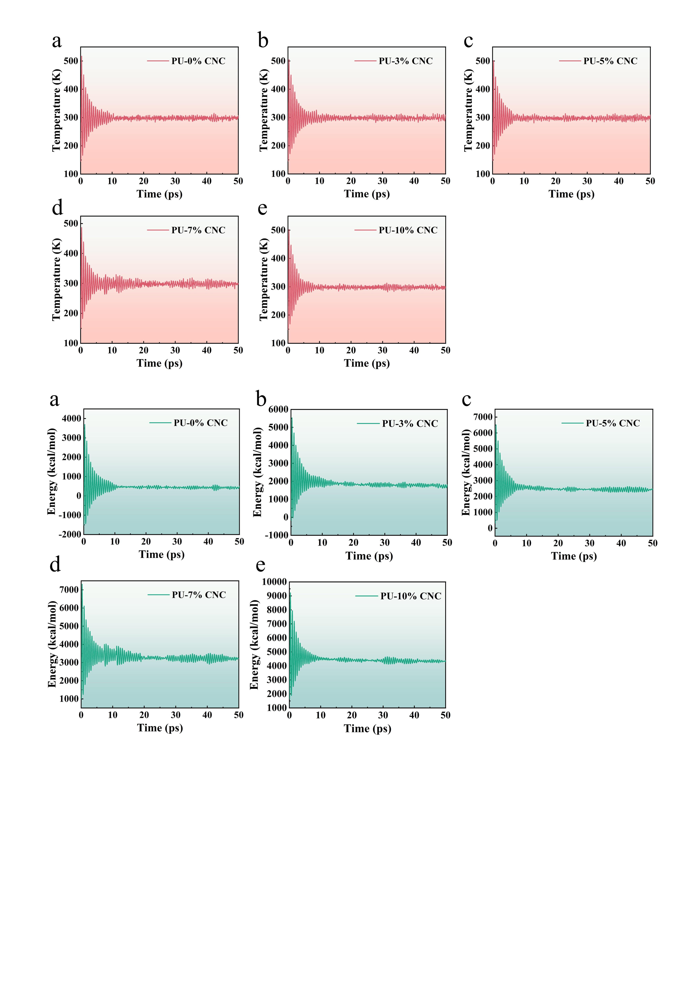 a
PU-0% CNC
Temperature (K)
500
400
300
200
100
0 10 20 30 40 50
Time (ps)
b
PU-3% CNC
Temperature (K)
500
400
300
200
100
0 10 20 30 40 50
Time (ps)
c
PU-5% CNC
Temperature (K)
500
400
300
200
100
0 10 20 30 40 50
Time (ps)
d
PU-7% CNC
Temperature (K)
500
400
300
200
100
0 10 20 30 40 50
Time (ps)
e
PU-10% CNC
Temperature (K)
500
400
300
200
100
0 10 20 30 40 50
Time (ps)
a
PU-0% CNC
Energy (kcal/mol)
4000
3000
2000
1000
0
-1000
-2000
0 10 20 30 40 50
Time (ps)
b
PU-3% CNC
Energy (kcal/mol)
6000
5000
4000
3000
2000
1000
0
-1000
0 10 20 30 40 50
Time (ps)
c
PU-5% CNC
Energy (kcal/mol)
7000
6000
5000
4000
3000
2000
1000
0
0 10 20 30 40 50
Time (ps)
d
PU-7% CNC
Energy (kcal/mol)
7000
6000
5000
4000
3000
2000
1000
0 10 20 30 40 50
Time (ps)
e
PU-10% CNC
Energy (kcal/mol)
10000
9000
8000
7000
6000
5000
4000
3000
2000
1000
0 10 20 30 40 50
Time (ps)